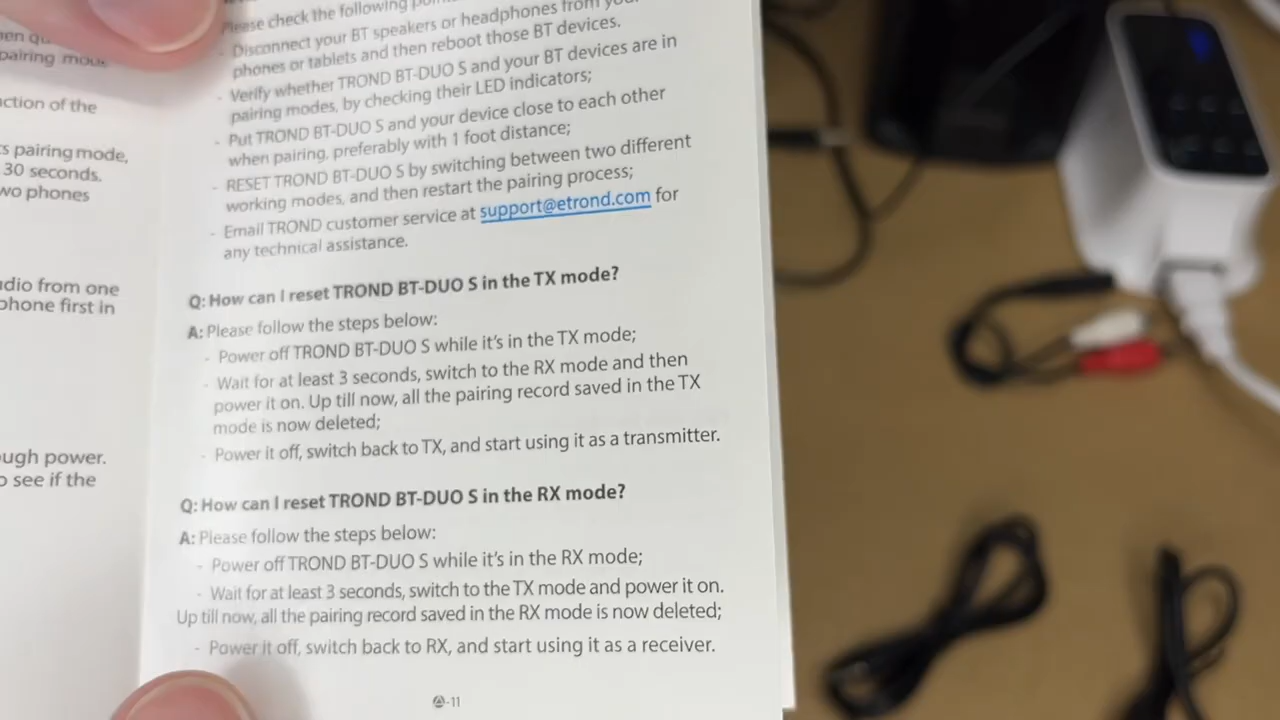 pairing mode
ction of the
s pairing mode,
30 seconds.
wo phones
dio from one
phone first in
ugh power.
o see if the
Please check the following
- Disconnect your BT speakers or headphones from your
phones or tablets and then reboot those BT devices.
- Verify whether TROND BT-DUO S and your BT devices are in
pairing modes, by checking their LED indicators;
- Put TROND BT-DUO S and your device close to each other
when pairing, preferably with 1 foot distance;
- RESET TROND BT-DUO S by switching between two different
working modes, and then restart the pairing process;
- Email TROND customer service at support@etrond.com for
any technical assistance.
Q: How can I reset TROND BT-DUO S in the TX mode?
A: Please follow the steps below:
- Power off TROND BT-DUO S while it's in the TX mode;
- Wait for at least 3 seconds, switch to the RX mode and then
power it on. Up till now, all the pairing record saved in the TX
mode is now deleted;
- Power it off, switch back to TX, and start using it as a transmitter.
Q: How can I reset TROND BT-DUO S in the RX mode?
A: Please follow the steps below:
- Power off TROND BT-DUO S while it's in the RX mode;
- Wait for at least 3 seconds, switch to the TX mode and power it on.
Up till now, all the pairing record saved in the RX mode is now deleted;
- Power it off, switch back to RX, and start using it as a receiver.
-11